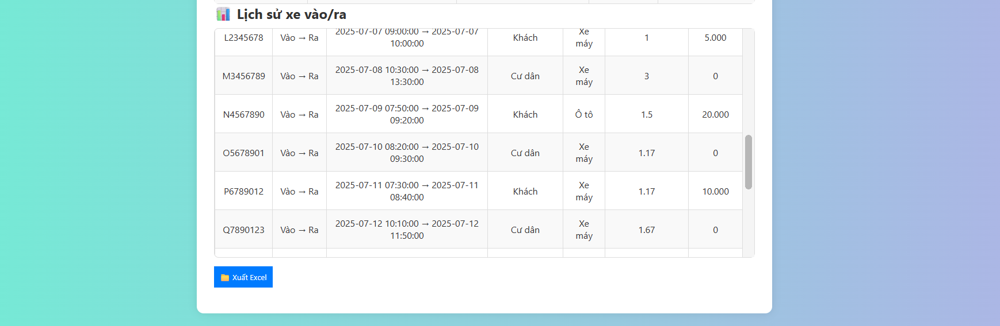 Lịch sử xe vào/ra
L2345678 Vào → Ra 2025-07-07 09:00:00 → 2025-07-07 10:00:00 Khách Xe máy 1 5.000
M3456789 Vào → Ra 2025-07-08 10:30:00 → 2025-07-08 13:30:00 Cư dân Xe máy 3 0
N4567890 Vào → Ra 2025-07-09 07:50:00 → 2025-07-09 09:20:00 Khách Ô tô 1.5 20.000
O5678901 Vào → Ra 2025-07-10 08:20:00 → 2025-07-10 09:30:00 Cư dân Xe máy 1.17 0
P6789012 Vào → Ra 2025-07-11 07:30:00 → 2025-07-11 08:40:00 Khách Xe máy 1.17 10.000
Q7890123 Vào → Ra 2025-07-12 10:10:00 → 2025-07-12 11:50:00 Cư dân Xe máy 1.67 0
Xuất Excel